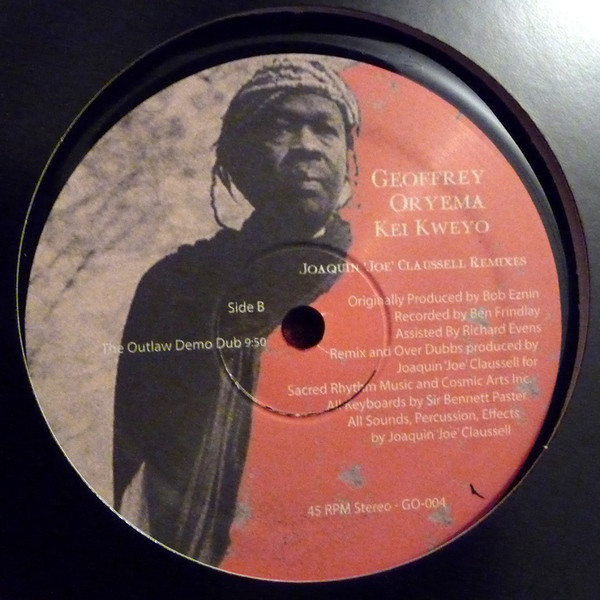 Geoffrey
Oryema
Kei Kweyo
Joaquin 'Joe' Claussell Remixes
Side B
The Outlaw Demo Dub 9:50
Originally Produced by Bob Eznin
Recorded by Ben Frindlay
Assisted By Richard Evens
Remix and Over Dubbs produced by
Joaquin 'Joe' Claussell for
Sacred Rhythm Music and Cosmic Arts Inc.
All Keyboards by Sir Bennett Paster
All Sounds, Percussion, Effects
by Joaquin 'Joe' Claussell
45 RPM Stereo - GO-004